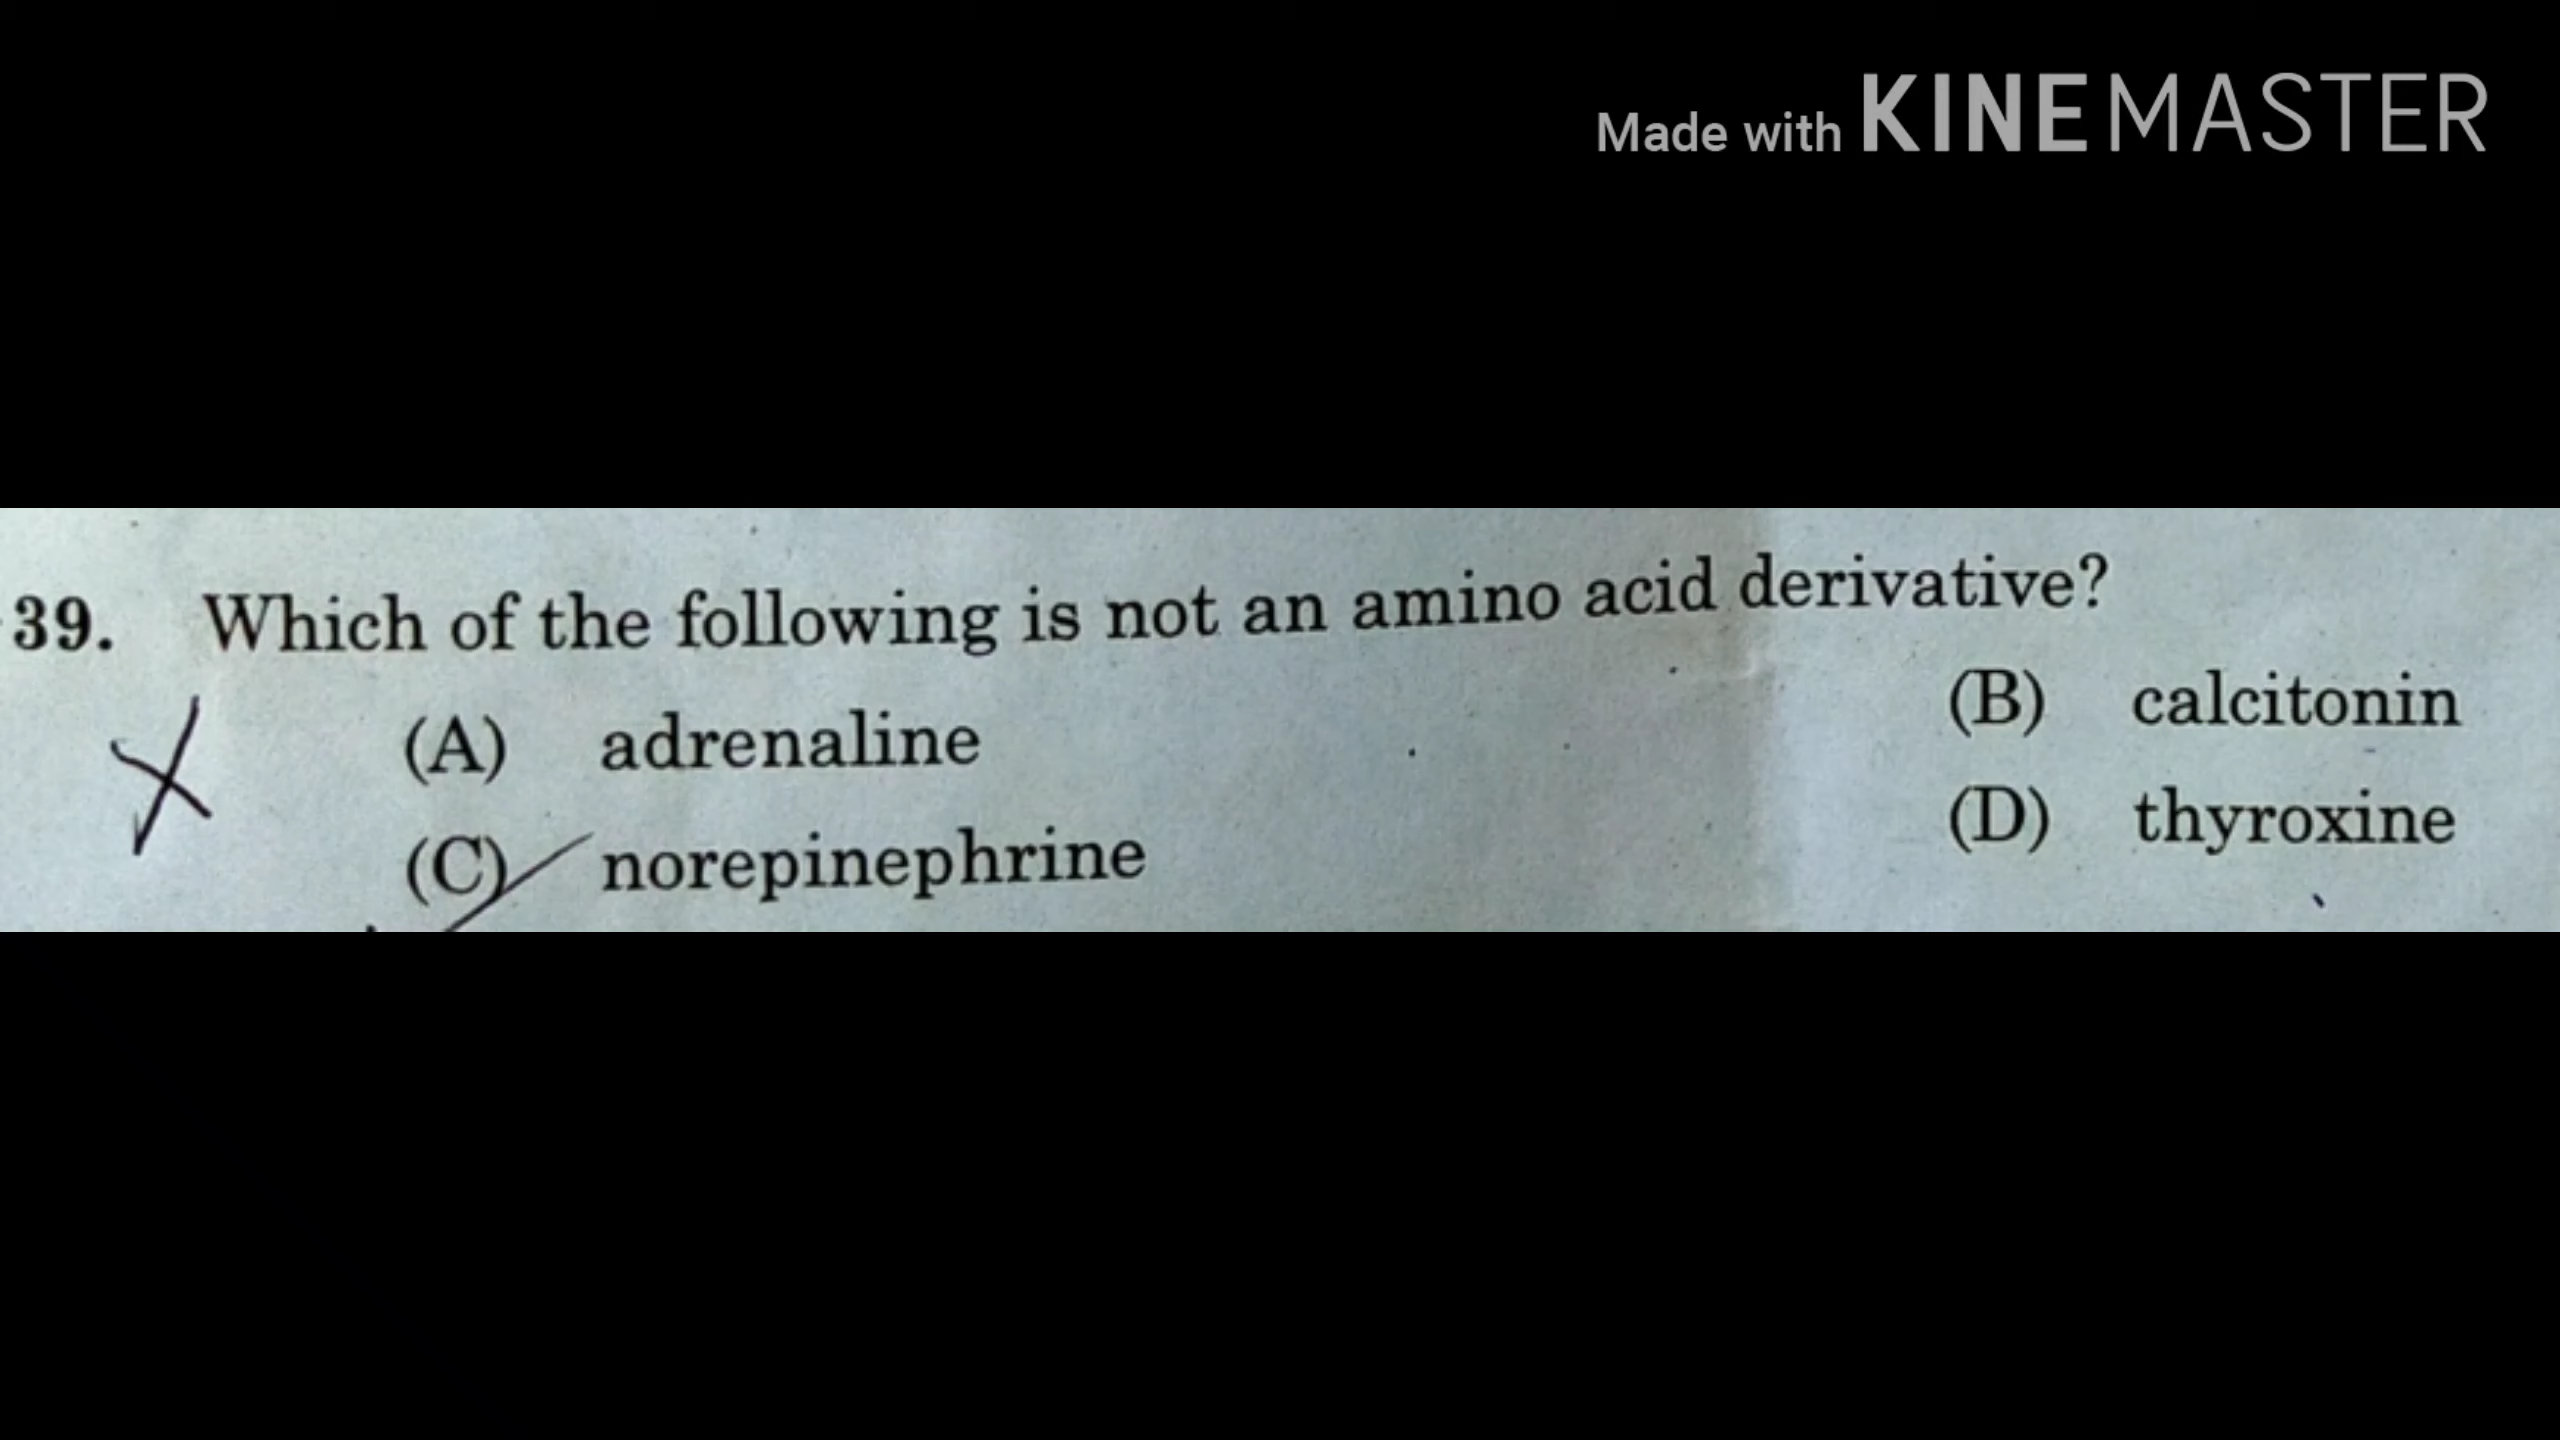 Made with KINEMASTER
39. Which of the following is not an amino acid derivative?
(A) adrenaline (B) calcitonin
(C) norepinephrine (D) thyroxine